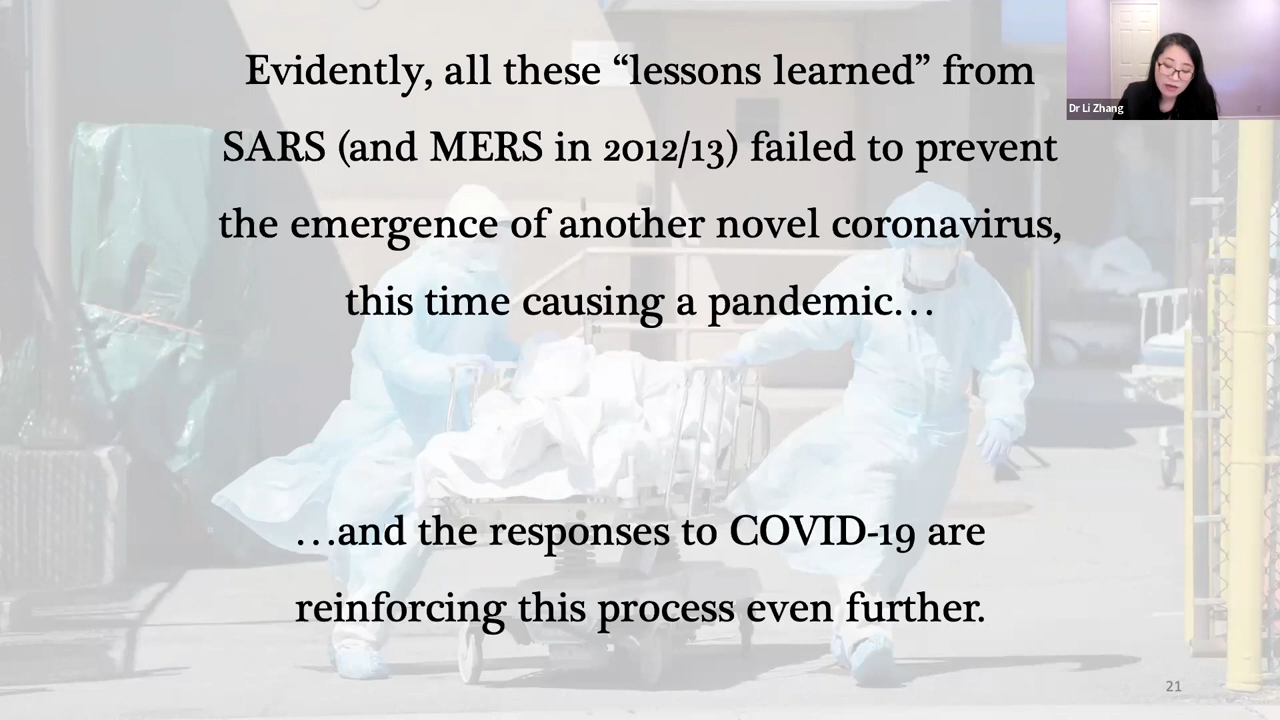 Evidently, all these “lessons learned” from
SARS (and MERS in 2012/13) failed to prevent
the emergence of another novel coronavirus,
this time causing a pandemic…
…and the responses to COVID-19 are
reinforcing this process even further.
Dr Li Zhang
21